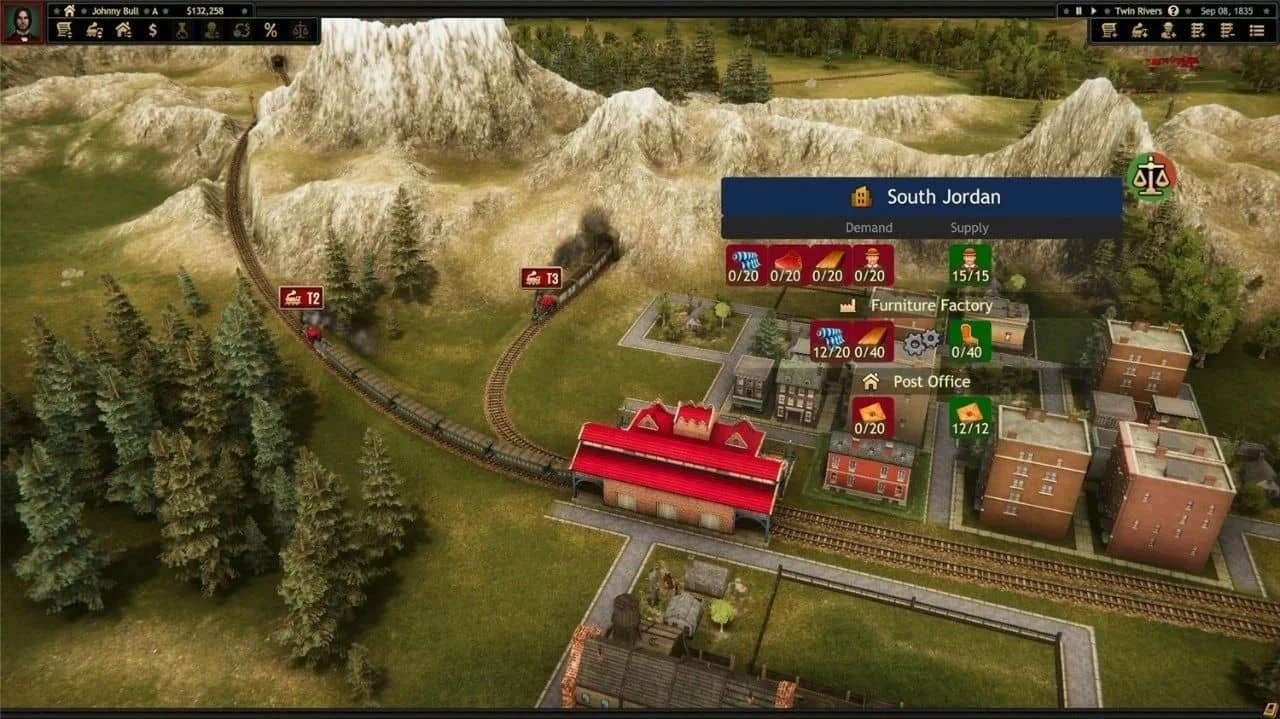 Johnny Bull A $132,258
Twin Rivers ? Sep 08, 1835
$ %
South Jordan
Demand Supply
0/20 0/20 0/20 0/20 15/15
Furniture Factory
12/20 0/40 0/40
Post Office
0/20 12/12
T2
T3